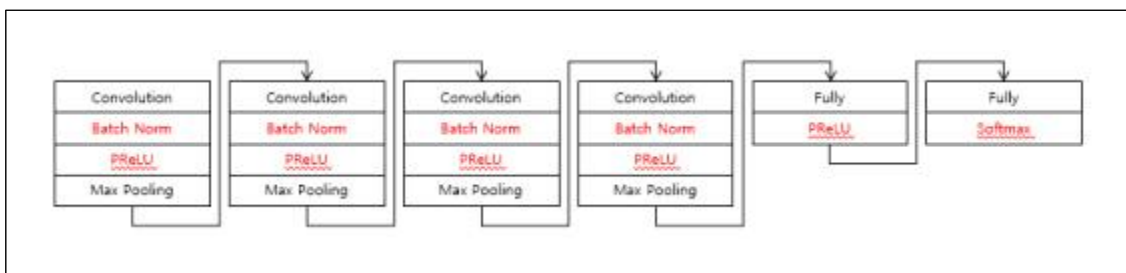 Convolution
Batch Norm
PReLU
Max Pooling
Convolution
Batch Norm
PReLU
Max Pooling
Convolution
Batch Norm
PReLU
Max Pooling
Convolution
Batch Norm
PReLU
Max Pooling
Fully
PReLU
Fully
Softmax